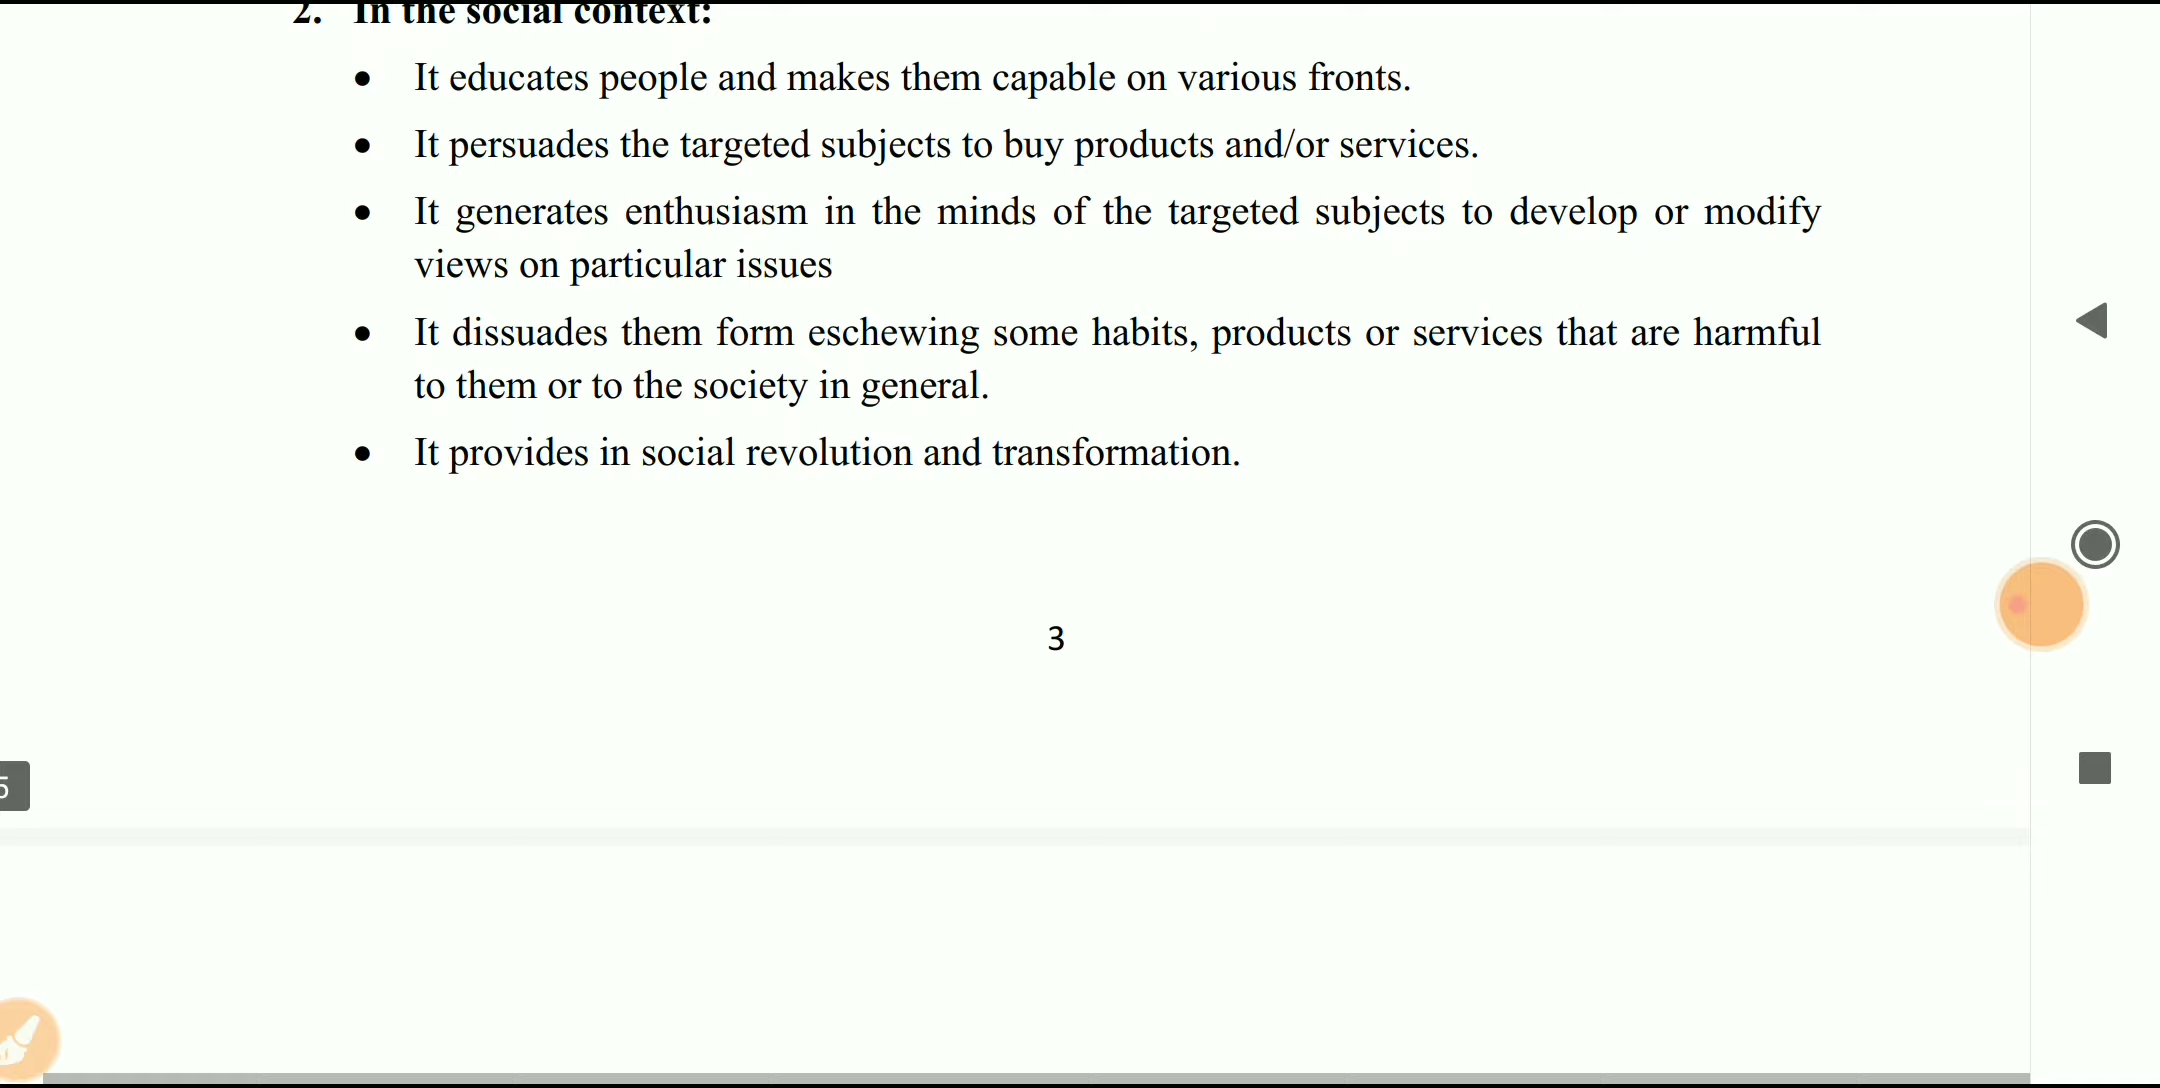 2. In the social context:
• It educates people and makes them capable on various fronts.
• It persuades the targeted subjects to buy products and/or services.
• It generates enthusiasm in the minds of the targeted subjects to develop or modify
views on particular issues
• It dissuades them form eschewing some habits, products or services that are harmful
to them or to the society in general.
• It provides in social revolution and transformation.
3
5